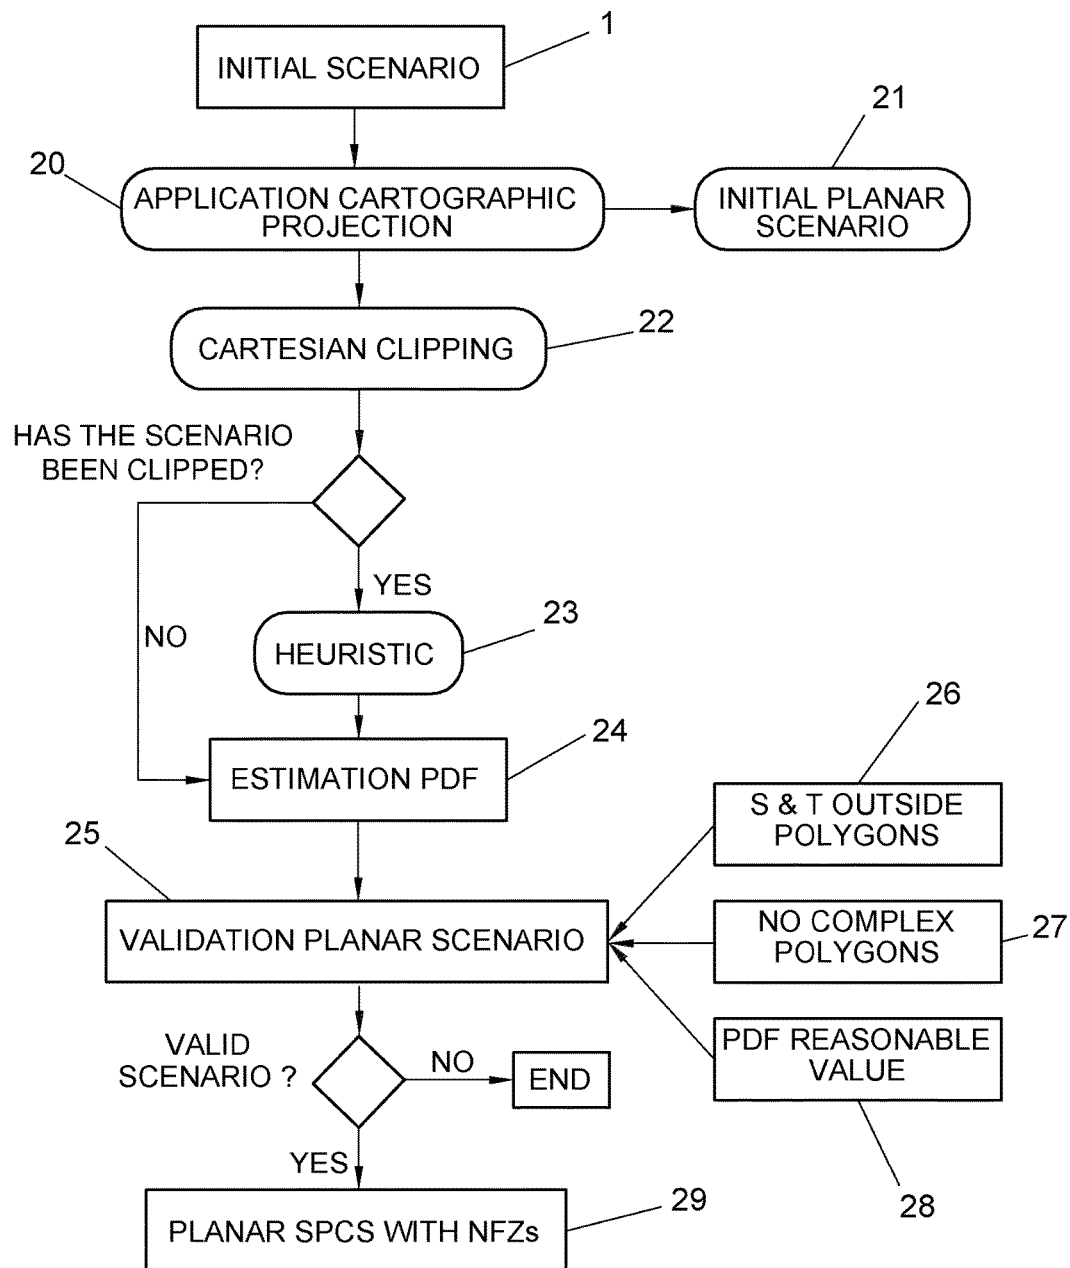 1
INITIAL SCENARIO
21
20
APPLICATION CARTOGRAPHIC
PROJECTION
INITIAL PLANAR
SCENARIO
22
CARTESIAN CLIPPING
HAS THE SCENARIO
BEEN CLIPPED?
YES
23
NO
HEURISTIC
24
ESTIMATION PDF
26
S & T OUTSIDE
POLYGONS
25
VALIDATION PLANAR SCENARIO
NO COMPLEX
POLYGONS
27
VALID
SCENARIO ?
NO
END
PDF REASONABLE
VALUE
28
YES
29
PLANAR SPCS WITH NFZs